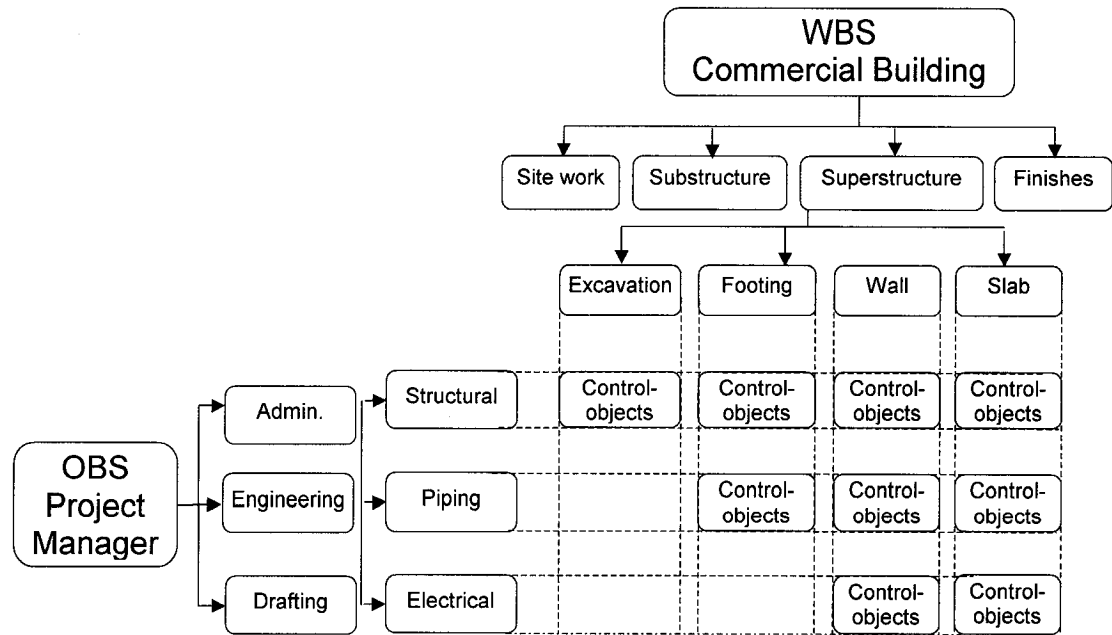 WBS
Commercial Building
Site work
Substructure
Superstructure
Finishes
Excavation
Footing
Wall
Slab
Structural
Control-
objects
Control-
objects
Control-
objects
Control-
objects
Admin.
OBS
Project
Manager
Engineering
Piping
Control-
objects
Control-
objects
Control-
objects
Drafting
Electrical
Control-
objects
Control-
objects